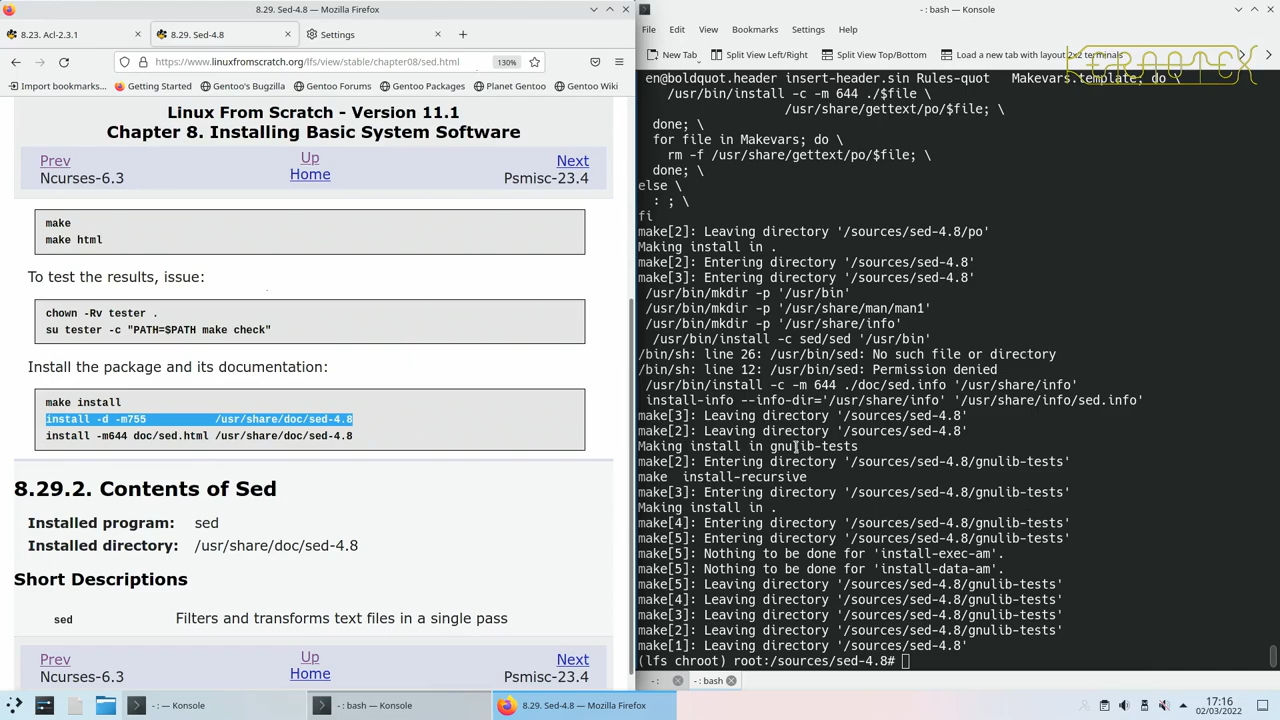 8.29. Sed-4.8 — Mozilla Firefox
8.23. Acl-2.3.1
8.29. Sed-4.8
Settings
https://www.linuxfromscratch.org/lfs/view/stable/chapter08/sed.html
130%
Import bookmarks...
Getting Started
Gentoo's Bugzilla
Gentoo Forums
Gentoo Packages
Planet Gentoo
Gentoo Wiki
Linux From Scratch - Version 11.1
Chapter 8. Installing Basic System Software
Prev
Up
Next
Ncurses-6.3
Home
Psmisc-23.4
make
make html
To test the results, issue:
chown -Rv tester .
su tester -c "PATH=$PATH make check"
Install the package and its documentation:
make install
install -d -m755           /usr/share/doc/sed-4.8
install -m644 doc/sed.html /usr/share/doc/sed-4.8
8.29.2. Contents of Sed
Installed program: sed
Installed directory: /usr/share/doc/sed-4.8
Short Descriptions
sed Filters and transforms text files in a single pass
Prev
Up
Next
Ncurses-6.3
Home
Psmisc-23.4
- : bash — Konsole
File Edit View Bookmarks Settings Help
New Tab
Split View Left/Right
Split View Top/Bottom
Load a new tab with layout 2x2 terminals
en@boldquot.header insert-header.sin Rules-quot   Makevars.template; do
/usr/bin/install -c -m 644 ./$file \
/usr/share/gettext/po/$file; \
done; \
for file in Makevars; do \
rm -f /usr/share/gettext/po/$file; \
done; \
else \
: ; \
fi
make[2]: Leaving directory '/sources/sed-4.8/po'
Making install in .
make[2]: Entering directory '/sources/sed-4.8'
make[3]: Entering directory '/sources/sed-4.8'
/usr/bin/mkdir -p '/usr/bin'
/usr/bin/mkdir -p '/usr/share/man/man1'
/usr/bin/mkdir -p '/usr/share/info'
/usr/bin/install -c sed/sed '/usr/bin'
/bin/sh: line 26: /usr/bin/sed: No such file or directory
/bin/sh: line 12: /usr/bin/sed: Permission denied
/usr/bin/install -c -m 644 ./doc/sed.info '/usr/share/info'
install-info --info-dir='/usr/share/info' '/usr/share/info/sed.info'
make[3]: Leaving directory '/sources/sed-4.8'
make[2]: Leaving directory '/sources/sed-4.8'
Making install in gnulib-tests
make[2]: Entering directory '/sources/sed-4.8/gnulib-tests'
make  install-recursive
make[3]: Entering directory '/sources/sed-4.8/gnulib-tests'
Making install in .
make[4]: Entering directory '/sources/sed-4.8/gnulib-tests'
make[5]: Entering directory '/sources/sed-4.8/gnulib-tests'
make[5]: Nothing to be done for 'install-exec-am'.
make[5]: Nothing to be done for 'install-data-am'.
make[5]: Leaving directory '/sources/sed-4.8/gnulib-tests'
make[4]: Leaving directory '/sources/sed-4.8/gnulib-tests'
make[3]: Leaving directory '/sources/sed-4.8/gnulib-tests'
make[2]: Leaving directory '/sources/sed-4.8/gnulib-tests'
make[1]: Leaving directory '/sources/sed-4.8'
(lfs chroot) root:/sources/sed-4.8#
- :
- : bash
- : — Konsole
- : bash — Konsole
8.29. Sed-4.8 — Mozilla Firefox
17:16
02/03/2022